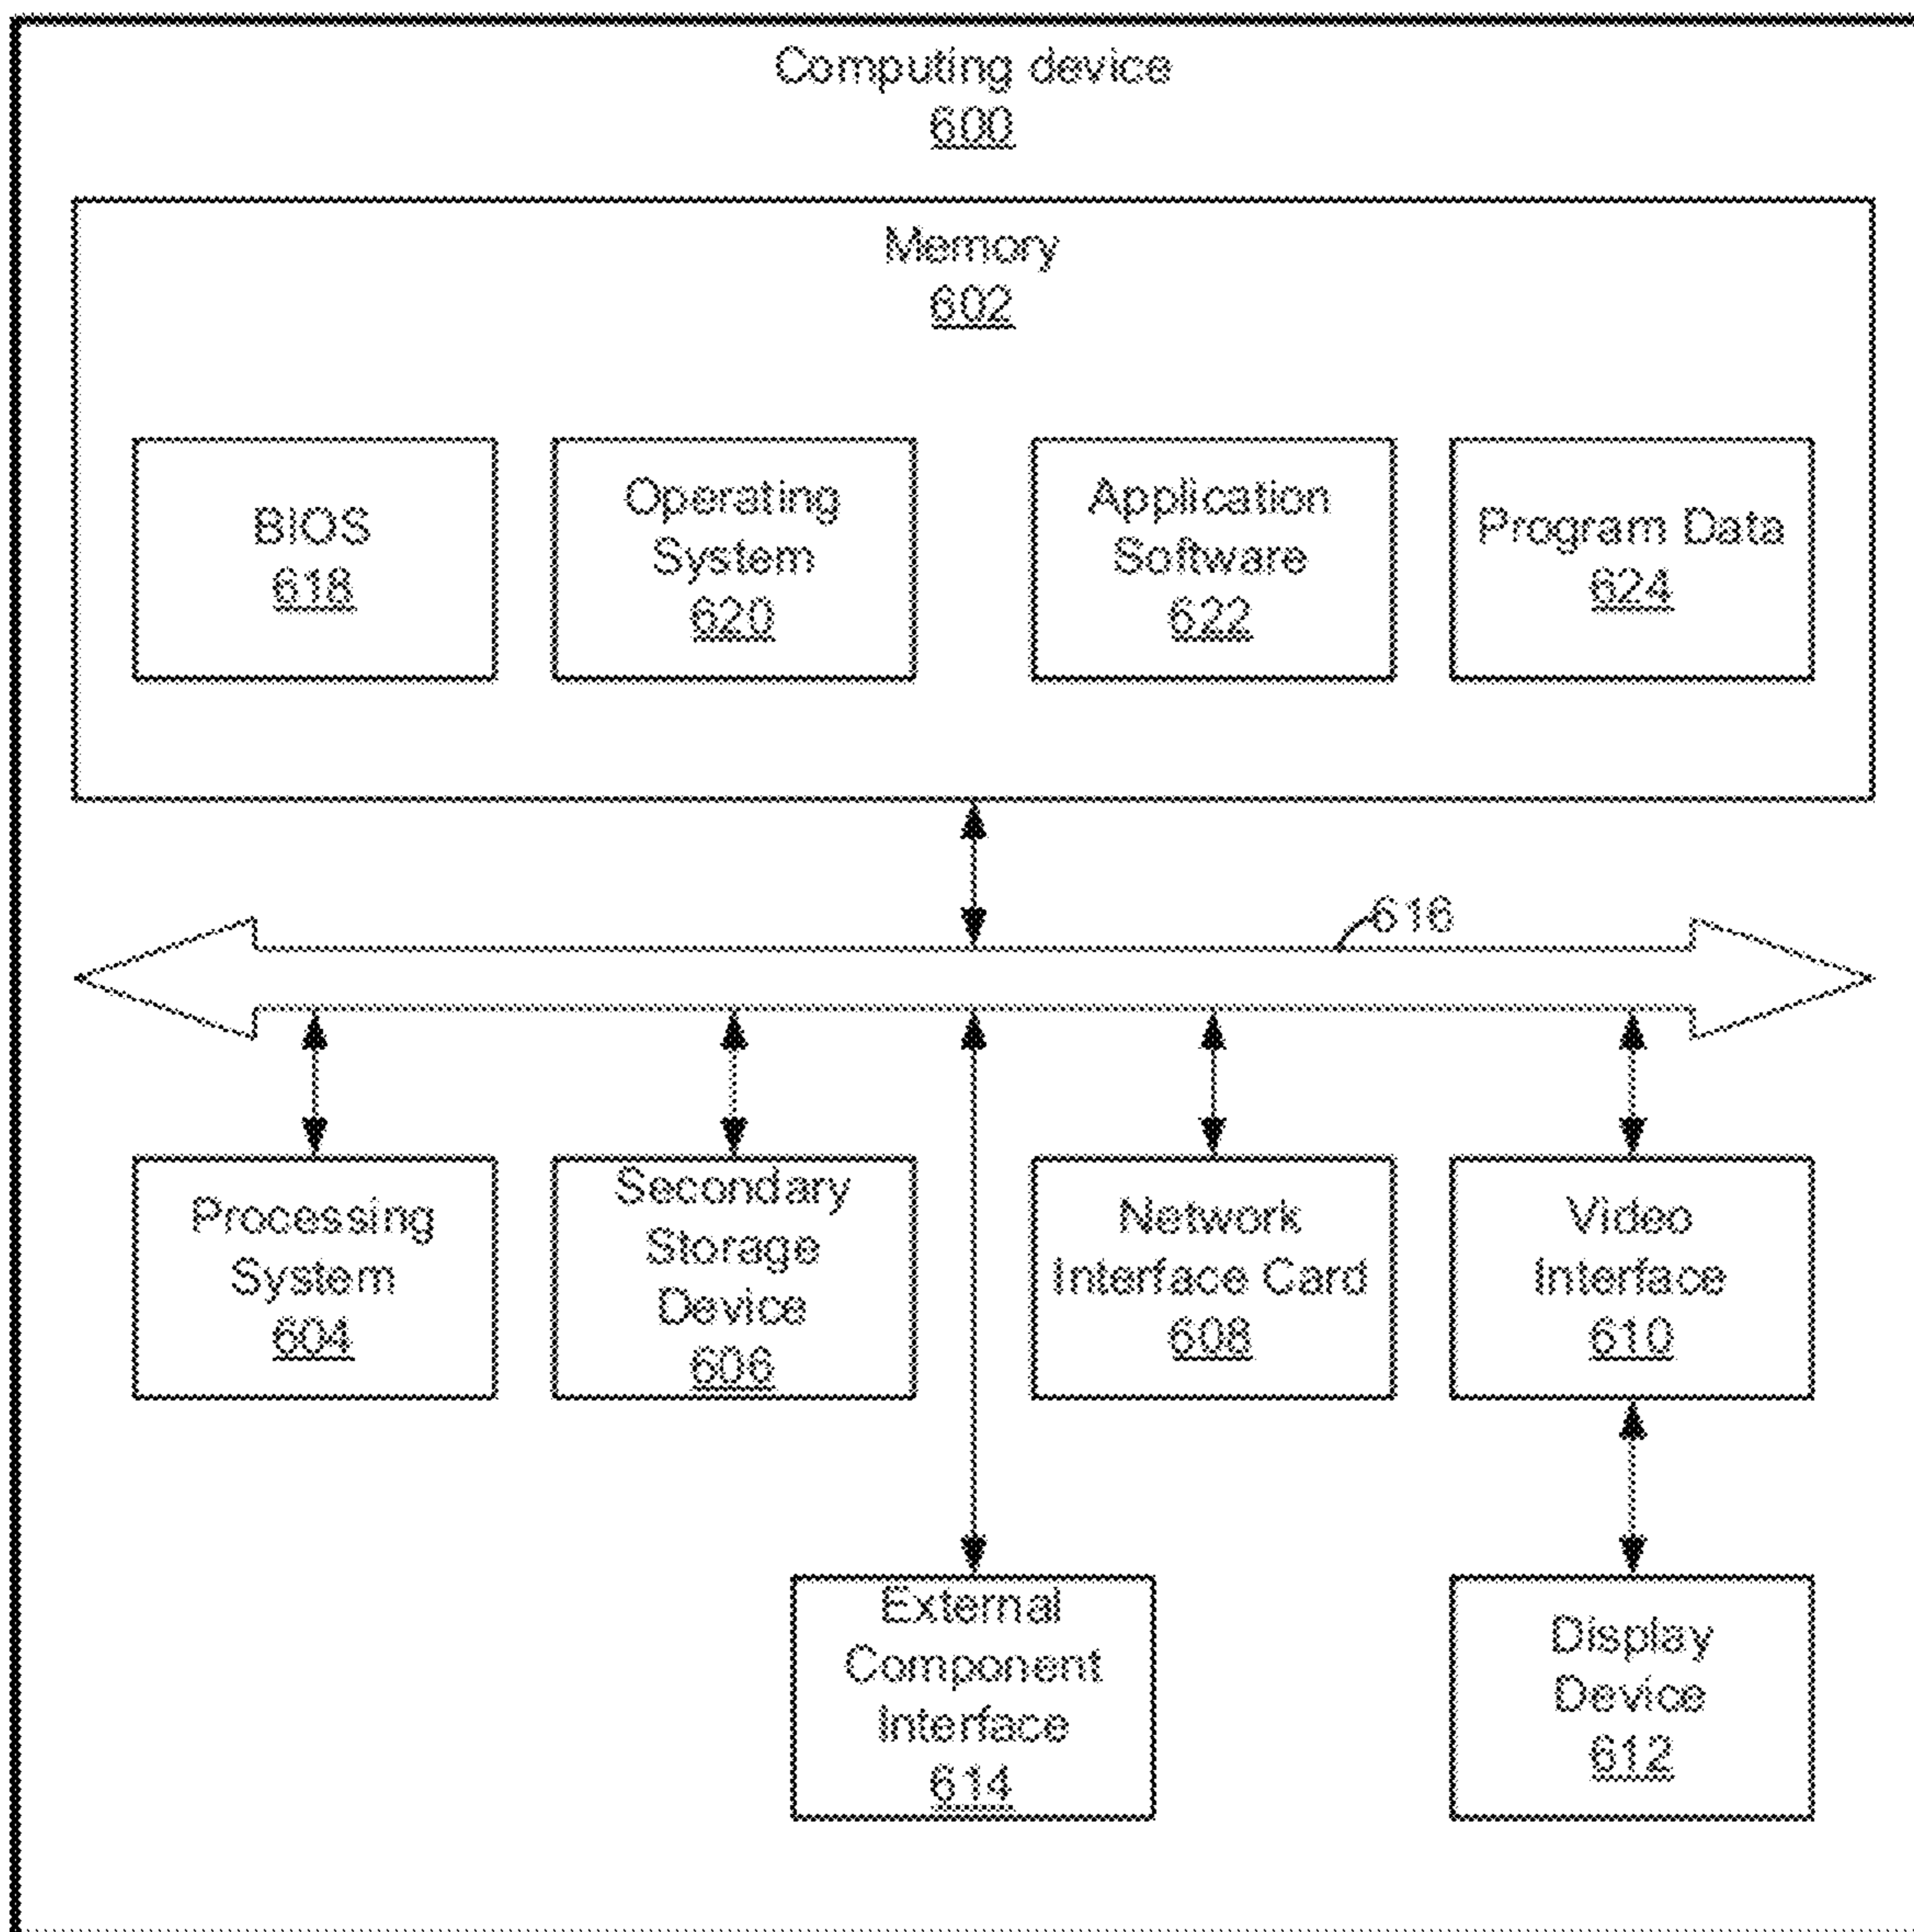 Computing device
600
Memory
602
BIOS
618
Operating
System
620
Application
Software
622
Program Data
624
616
Processing
System
604
Secondary
Storage
Device
606
Network
Interface Card
608
Video
Interface
610
External
Component
Interface
614
Display
Device
612